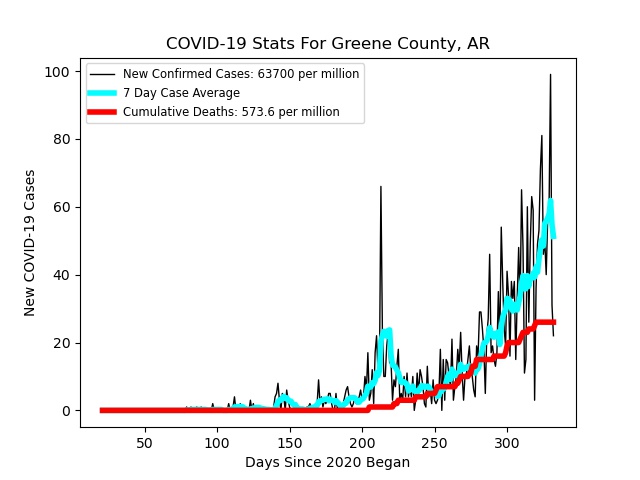 COVID-19 Stats For Greene County, AR
New Confirmed Cases: 63700 per million
7 Day Case Average
Cumulative Deaths: 573.6 per million
New COVID-19 Cases
100
80
60
40
20
0
50 100 150 200 250 300
Days Since 2020 Began